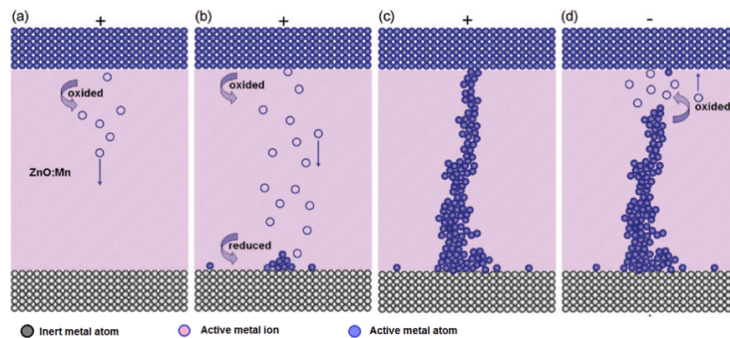 (a) + (b) + (c) + (d) -
oxided
oxided
oxided
ZnO:Mn
reduced
Inert metal atom Active metal ion Active metal atom